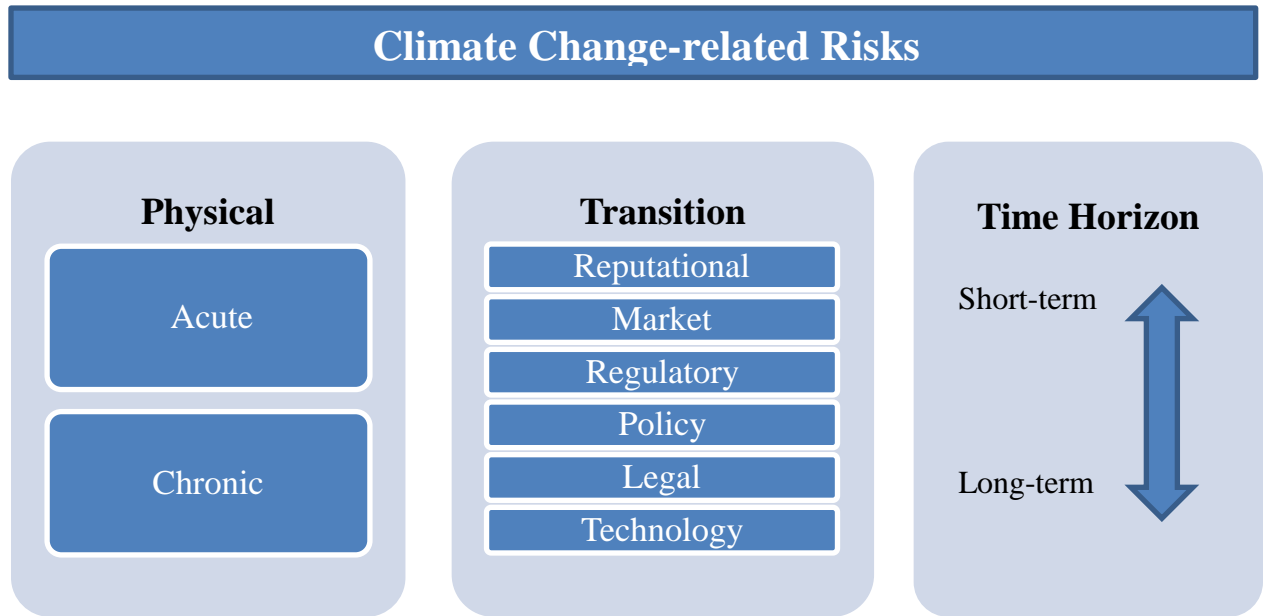 Climate Change-related Risks
Physical
Acute
Chronic
Transition
Reputational
Market
Regulatory
Policy
Legal
Technology
Time Horizon
Short-term
Long-term